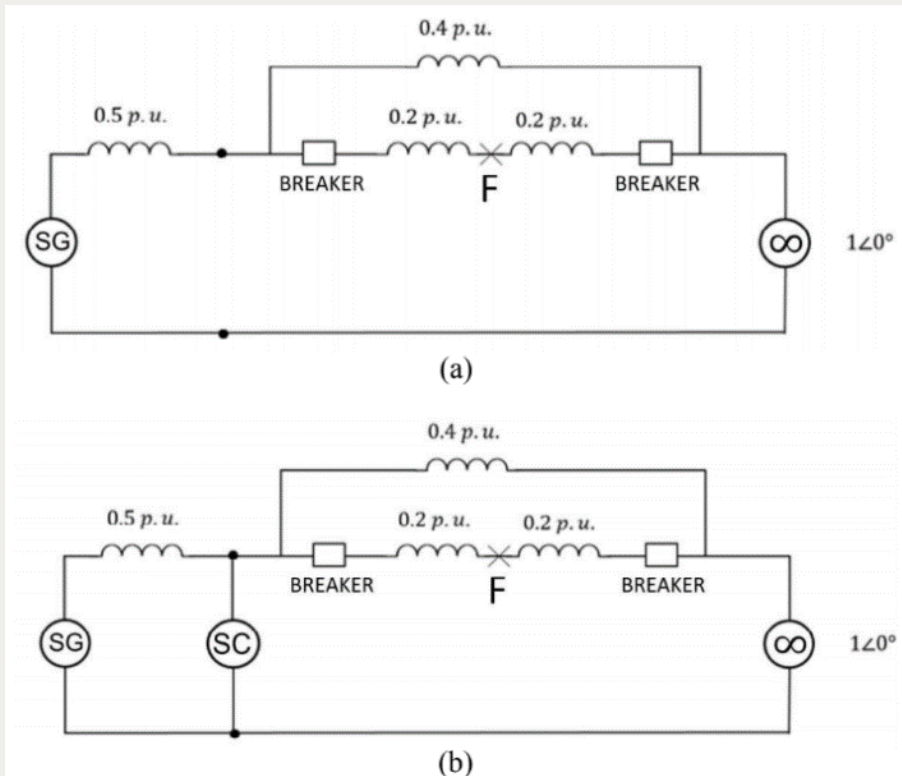 0.4 p.u.
0.5 p.u.
0.2 p.u.
0.2 p.u.
BREAKER
F
BREAKER
SG
∞
1∠0°
(a)
0.4 p.u.
0.5 p.u.
0.2 p.u.
0.2 p.u.
BREAKER
F
BREAKER
SG
SC
∞
1∠0°
(b)